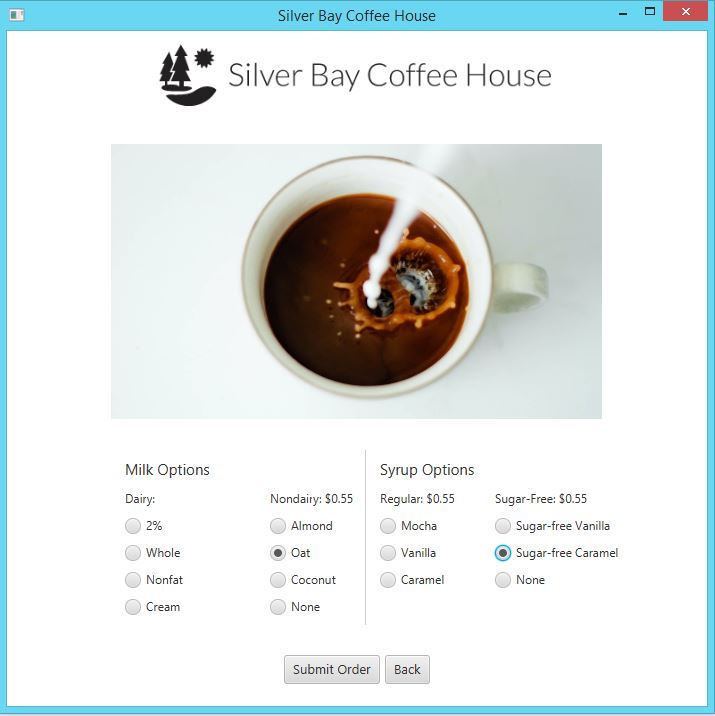 Silver Bay Coffee House
Silver Bay Coffee House
Milk Options
Dairy:
2%
Whole
Nonfat
Cream
Nondairy: $0.55
Almond
Oat
Coconut
None
Syrup Options
Regular: $0.55
Mocha
Vanilla
Caramel
Sugar-Free: $0.55
Sugar-free Vanilla
Sugar-free Caramel
None
Submit Order
Back